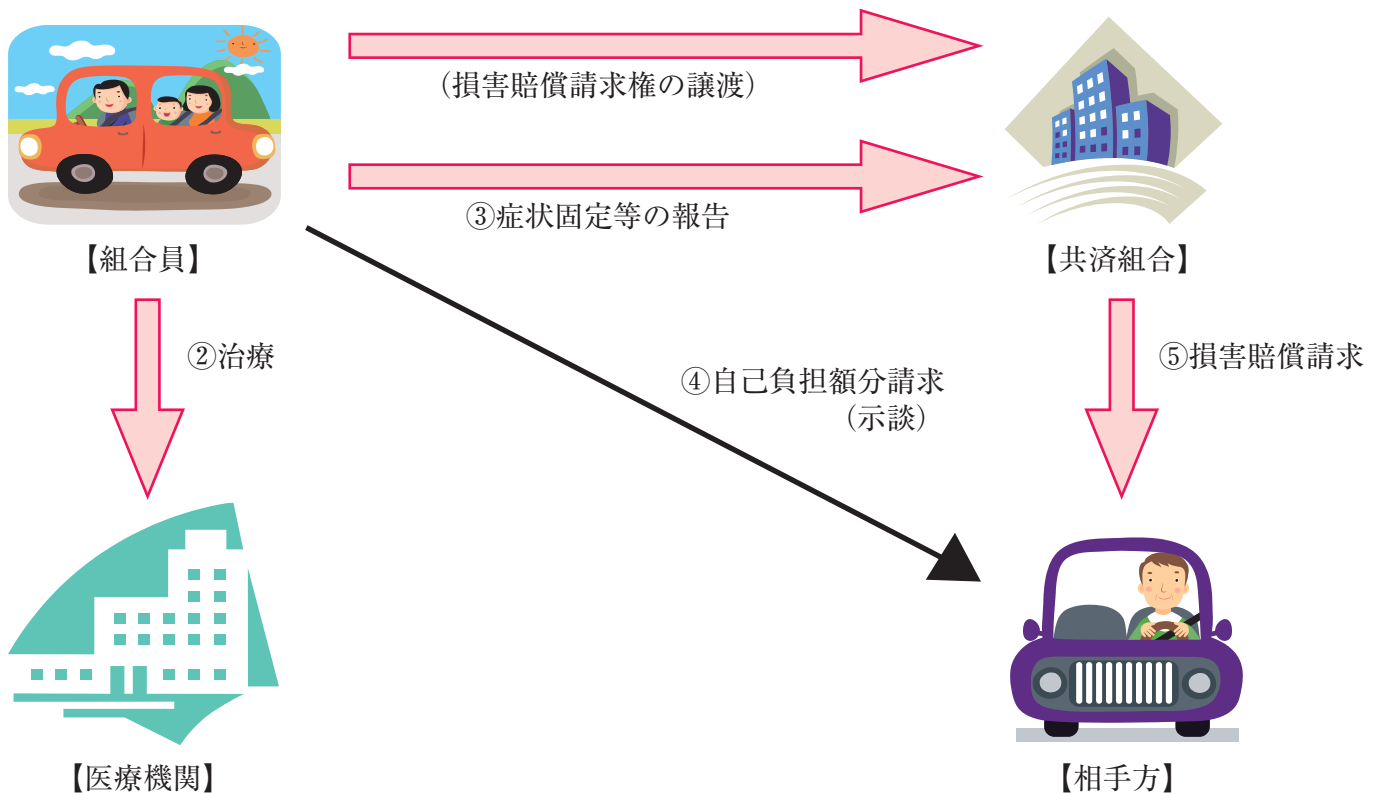 （損害賠償請求権の譲渡）
③症状固定等の報告
【組合員】
【共済組合】
②治療
⑤損害賠償請求
④自己負担額分請求
（示談）
【医療機関】
【相手方】